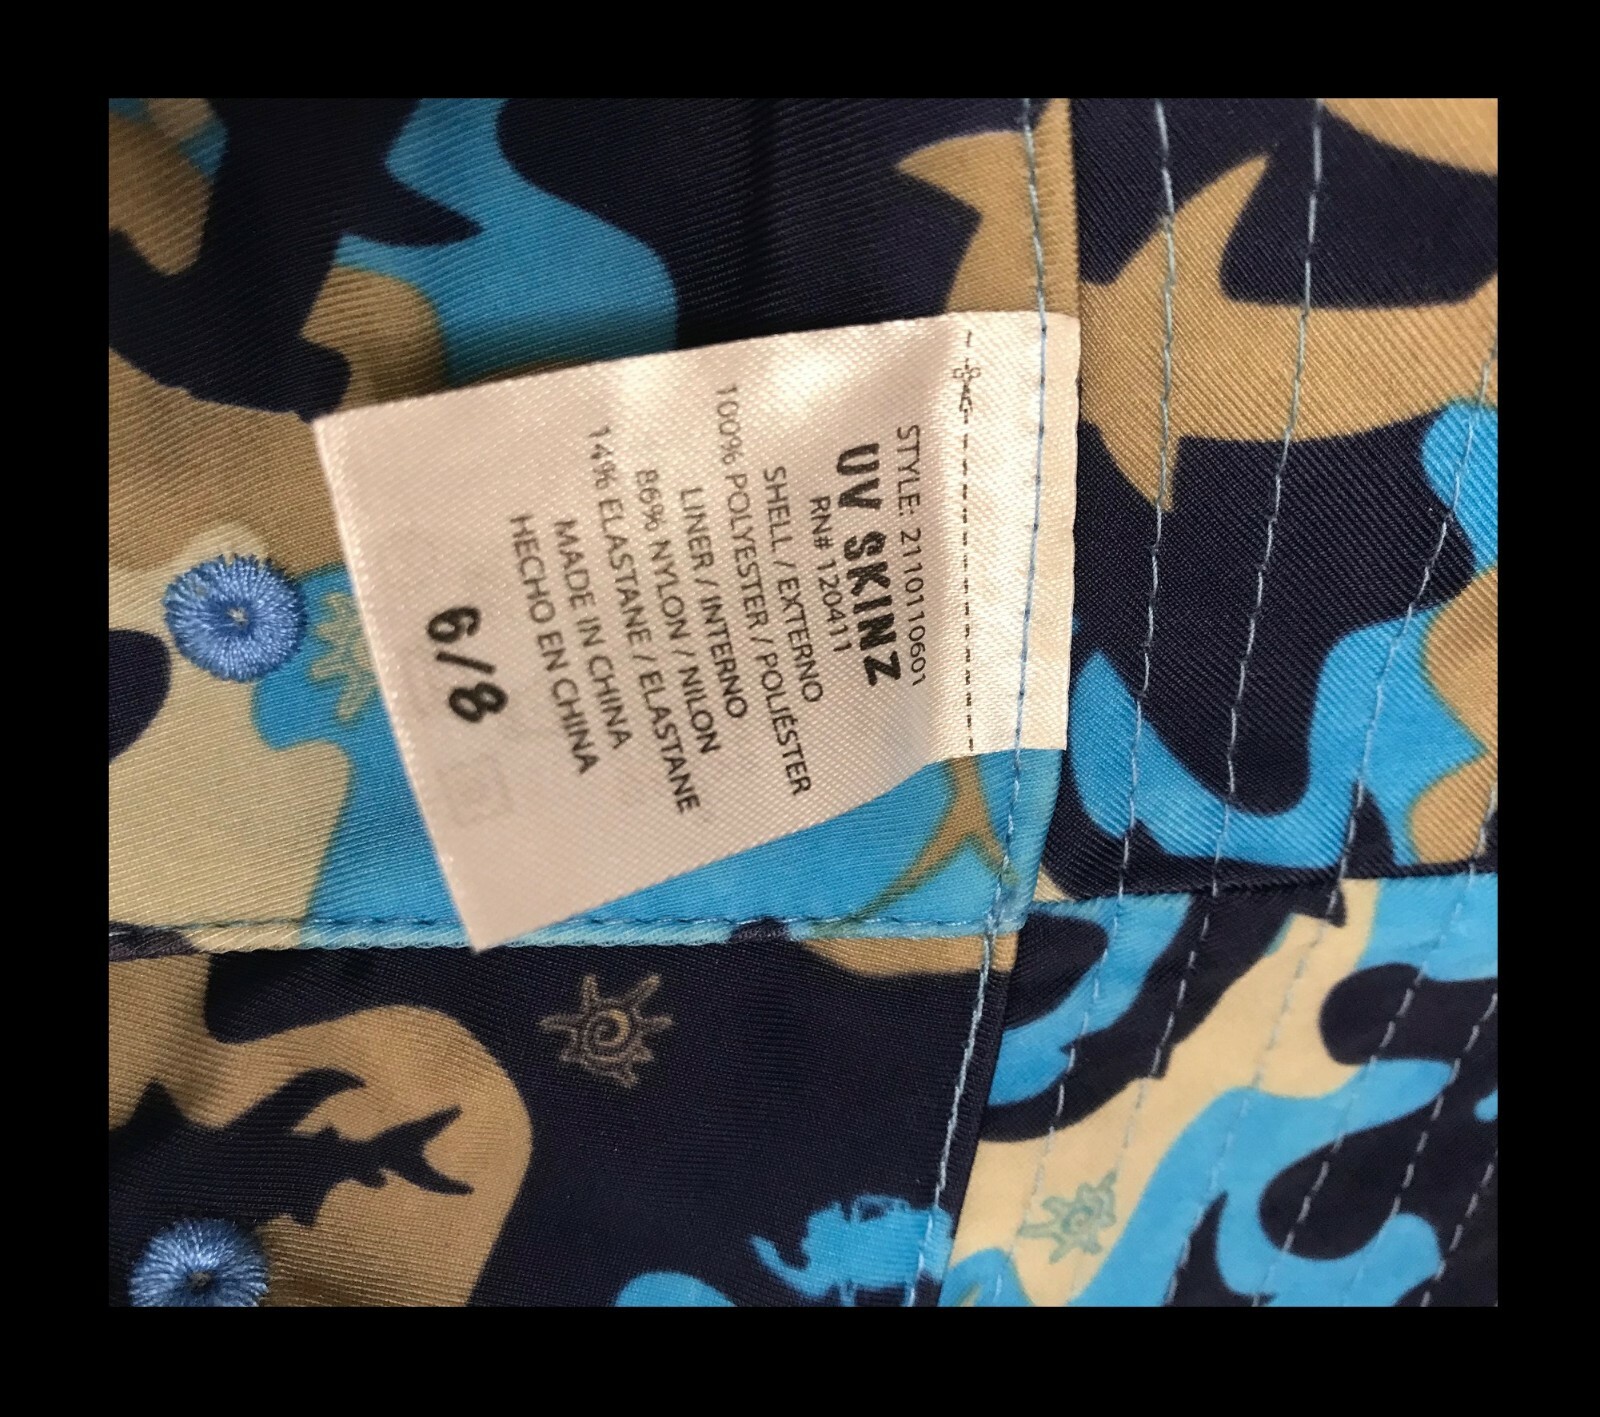 STYLE: 2110110601
UV SKINZ
RN# 120411
SHELL / EXTERNO
100% POLYESTER / POLIÉSTER
LINER / INTERNO
86% NYLON / NILON
14% ELASTANE / ELASTANE
MADE IN CHINA
HECHO EN CHINA
6/8